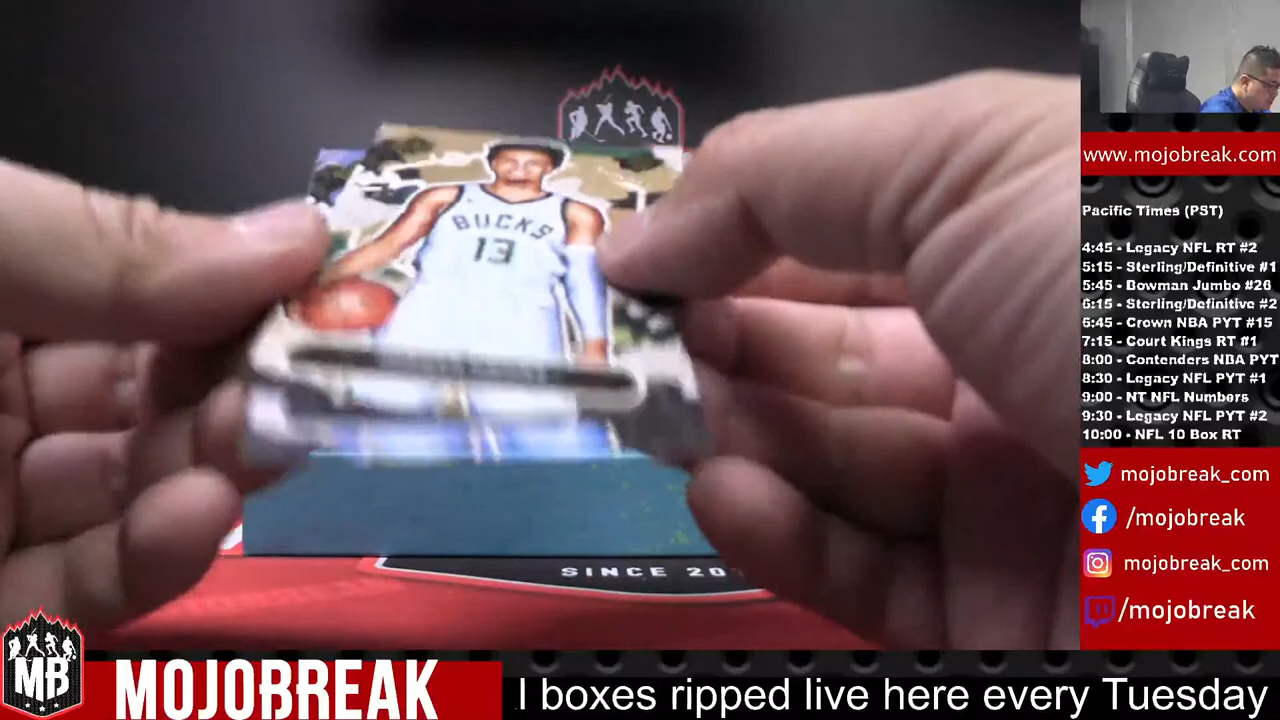 BUCKS
13
SINCE 20
www.mojobreak.com
Pacific Times (PST)
4:45 - Legacy NFL RT #2
5:15 - Sterling/Definitive #1
5:45 - Bowman Jumbo #26
6:15 - Sterling/Definitive #2
6:45 - Crown NBA PYT #15
7:15 - Court Kings RT #1
8:00 - Contenders NBA PYT
8:30 - Legacy NFL PYT #1
9:00 - NT NFL Numbers
9:30 - Legacy NFL PYT #2
10:00 - NFL 10 Box RT
mojobreak_com
/mojobreak
mojobreak_com
/mojobreak
MB
MOJOBREAK
l boxes ripped live here every Tuesday